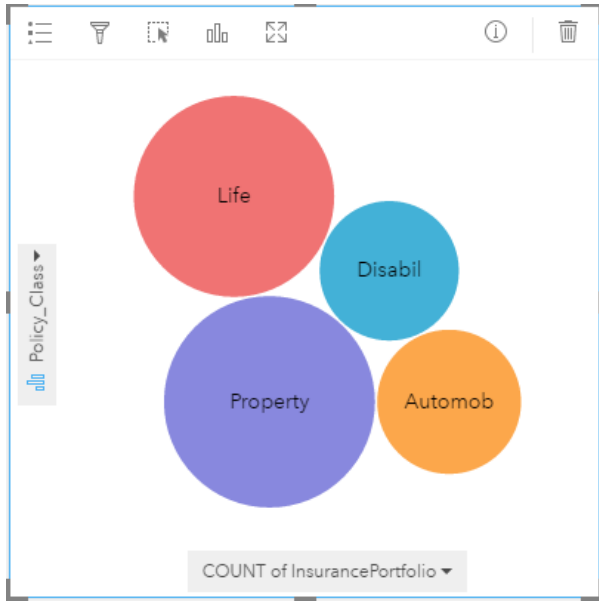 Life
Disabil
Policy_Class
Property
Automob
COUNT of InsurancePortfolio